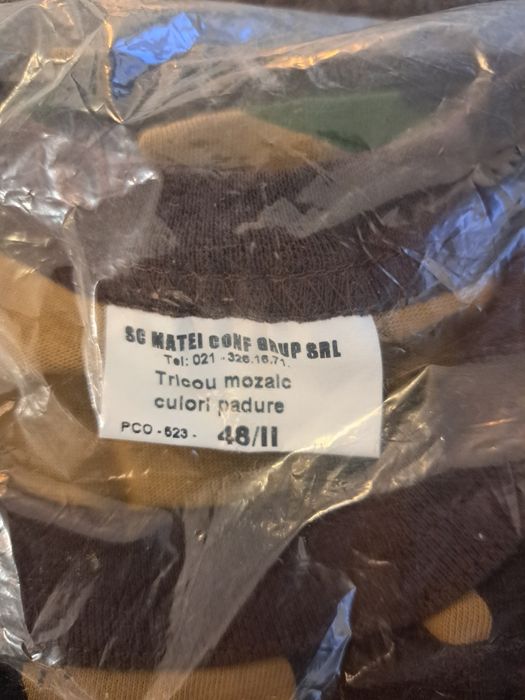 SC MATEI CONF GRUP SRL
Tel: 021 - 326.16.71.
Tricou mozaic
culori padure
PCO - 623 - 48/II